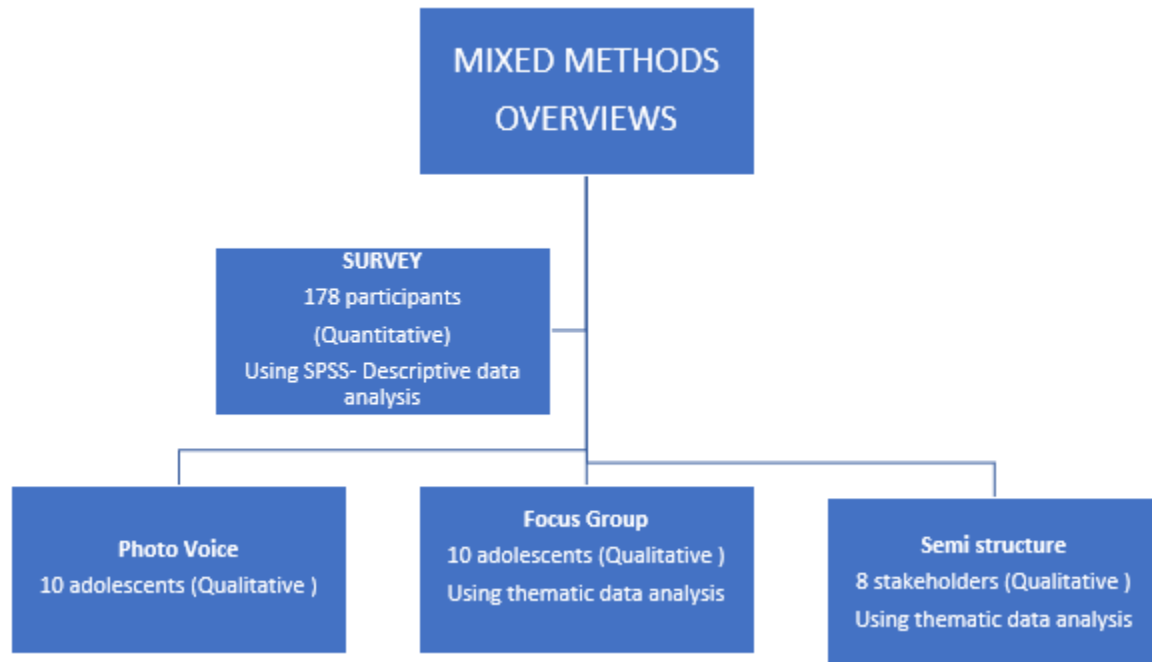 MIXED METHODS
OVERVIEWS
SURVEY
178 participants
(Quantitative)
Using SPSS- Descriptive data
analysis
Photo Voice
10 adolescents (Qualitative )
Focus Group
10 adolescents (Qualitative )
Using thematic data analysis
Semi structure
8 stakeholders (Qualitative )
Using thematic data analysis